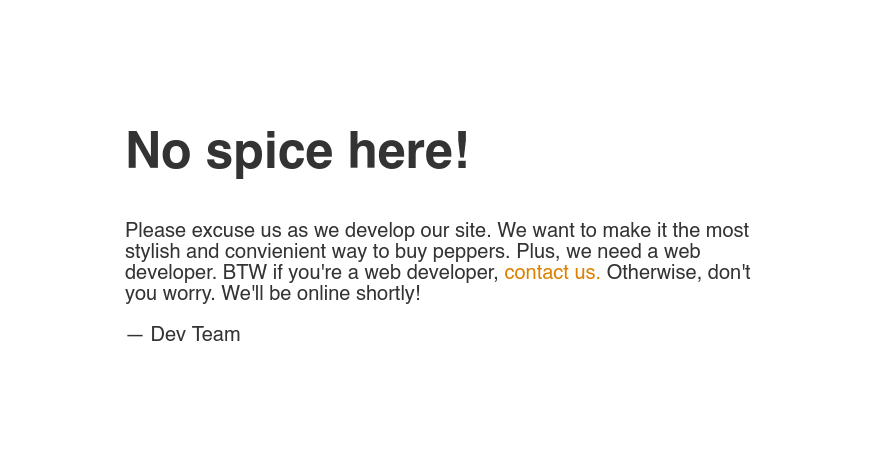 No spice here!
Please excuse us as we develop our site. We want to make it the most
stylish and convienient way to buy peppers. Plus, we need a web
developer. BTW if you're a web developer, contact us. Otherwise, don't
you worry. We'll be online shortly!
— Dev Team